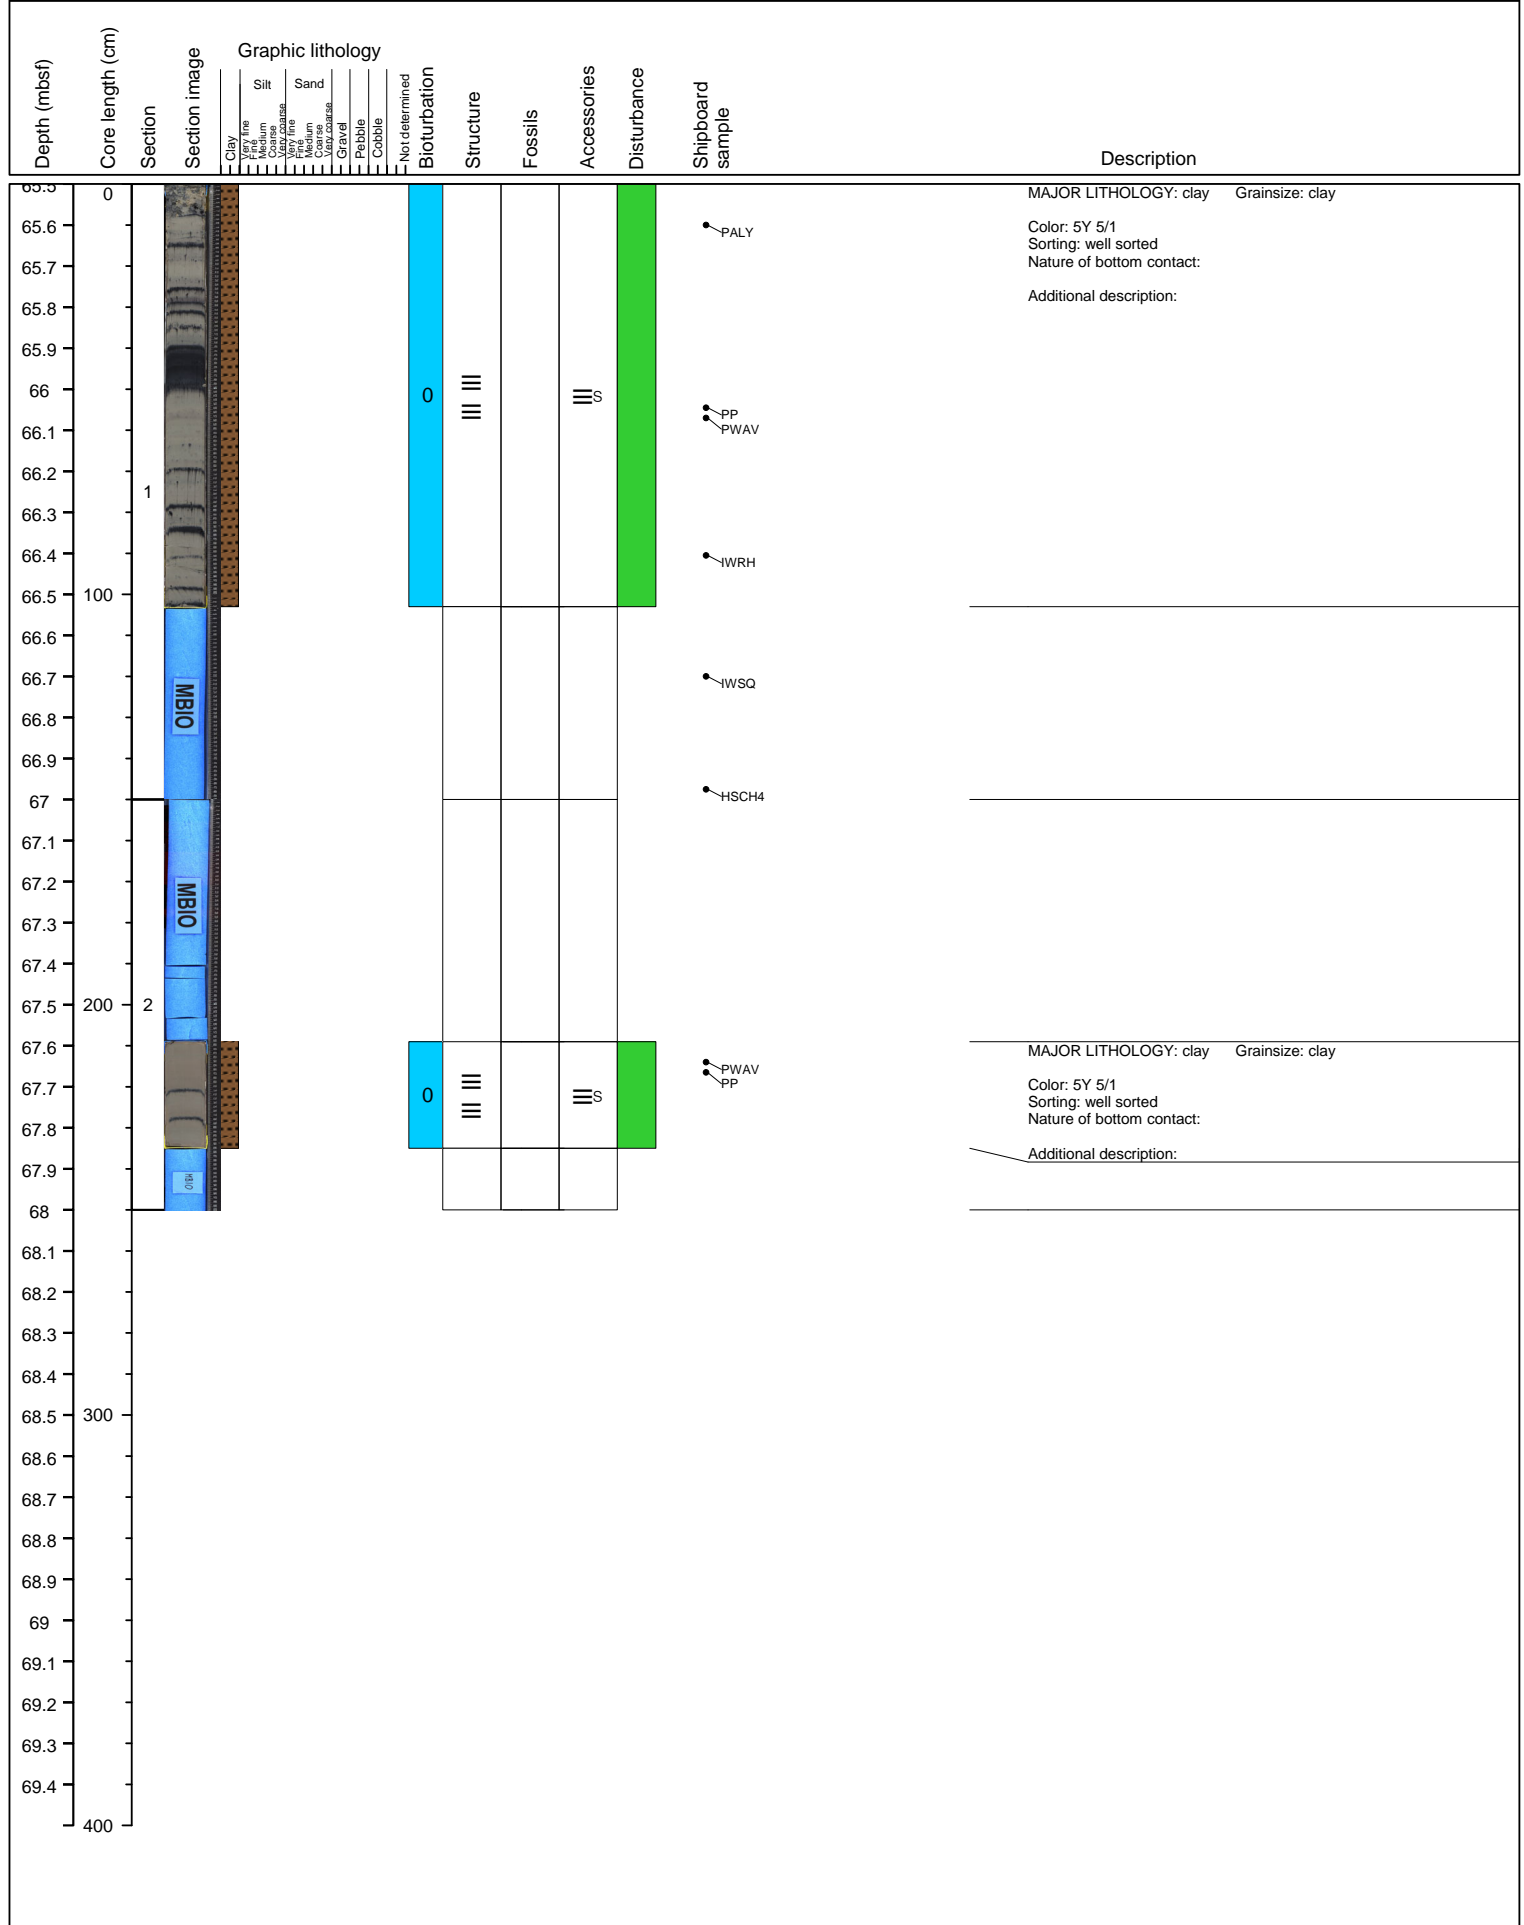 Depth (mbsf)
Core length (cm)
Section
Section image
Graphic lithology
Clay
Silt
Very fine
Fine
Medium
Coarse
Very coarse
Sand
Very fine
Fine
Medium
Coarse
Very coarse
Gravel
Pebble
Cobble
Not determined
Bioturbation
Structure
Fossils
Accessories
Disturbance
Shipboard
sample
Description
65.5 0 MAJOR LITHOLOGY: clay Grainsize: clay
65.6 PALY Color: 5Y 5/1
Sorting: well sorted
65.7 Nature of bottom contact:
65.8 Additional description:
65.9
66 0 S
PP
66.1 PWAV
66.2
1
66.3
66.4 IWRH
66.5 100
66.6
66.7 IWSQ
MBIO
66.8
66.9
67 HSCH4
67.1
67.2
MBIO
67.3
67.4
67.5 200 2
67.6 MAJOR LITHOLOGY: clay Grainsize: clay
PWAV
67.7 PP Color: 5Y 5/1
0 S
Sorting: well sorted
67.8 Nature of bottom contact:
67.9 Additional description:
MBIO
68
68.1
68.2
68.3
68.4
68.5 300
68.6
68.7
68.8
68.9
69
69.1
69.2
69.3
69.4
400